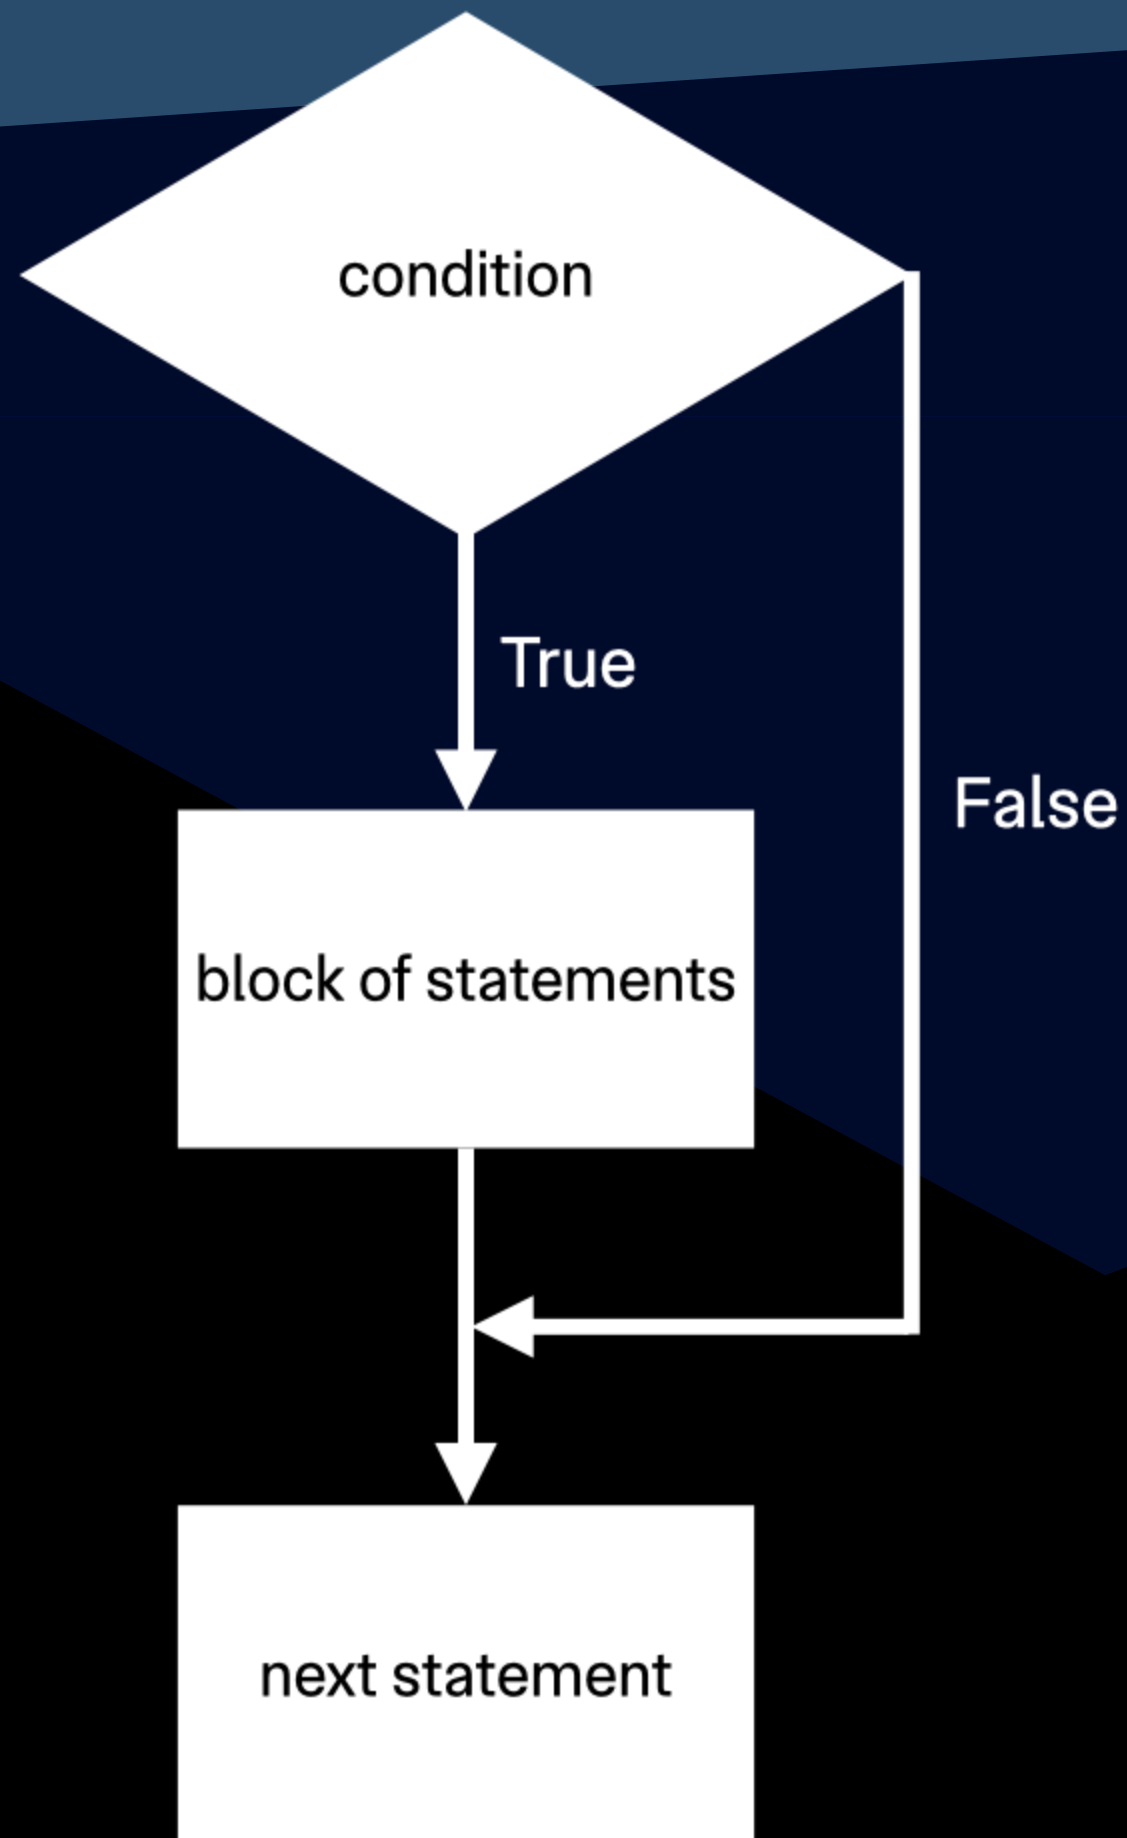 condition
True
False
block of statements
next statement